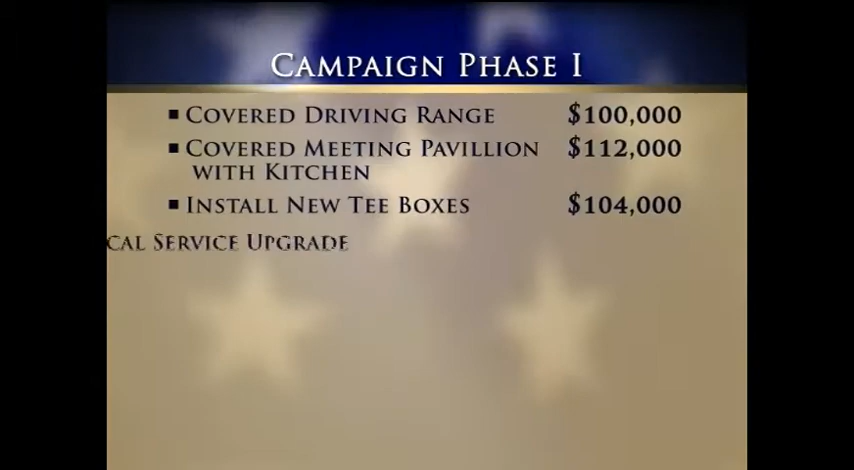 CAMPAIGN PHASE I
▪ COVERED DRIVING RANGE $100,000
▪ COVERED MEETING PAVILLION $112,000
WITH KITCHEN
▪ INSTALL NEW TEE BOXES $104,000
CAL SERVICE UPGRADE